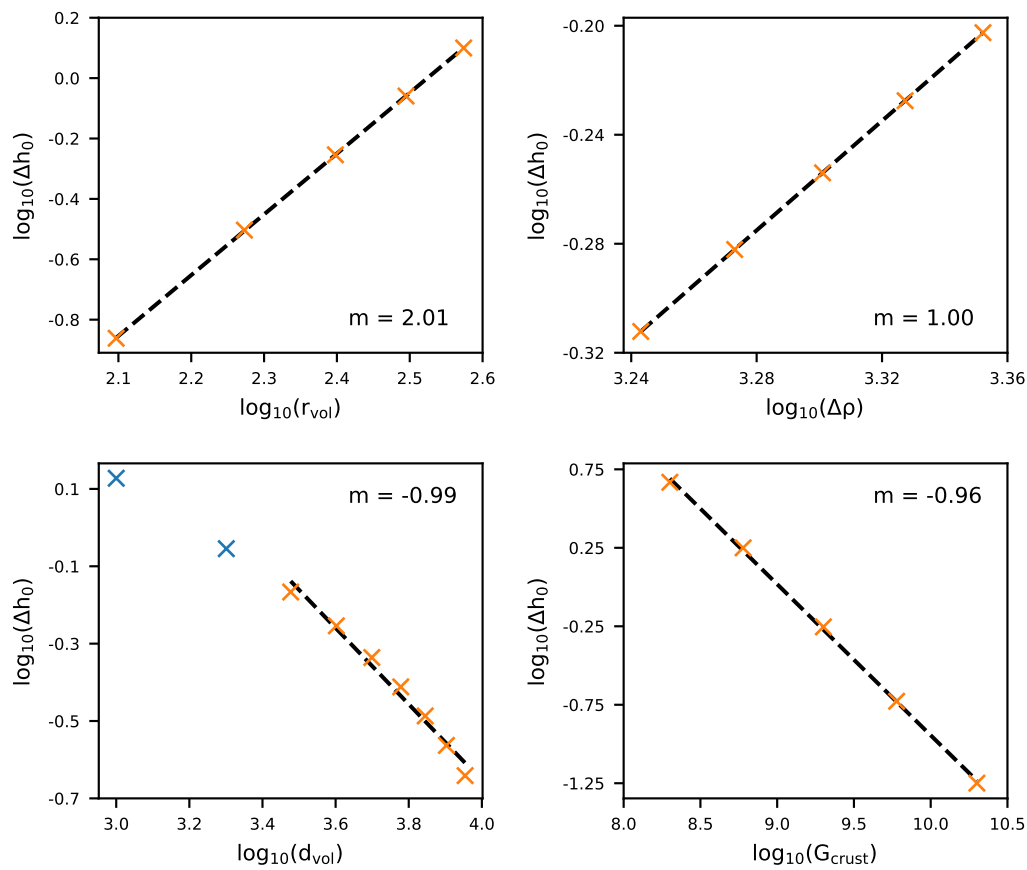 0.2
0.0
-0.2
-0.4
-0.6
-0.8
log₁₀(Δh₀)
m = 2.01
2.1 2.2 2.3 2.4 2.5 2.6
log₁₀(r_vol)
-0.20
-0.24
-0.28
-0.32
log₁₀(Δh₀)
m = 1.00
3.24 3.28 3.32 3.36
log₁₀(Δρ)
0.1
-0.1
-0.3
-0.5
-0.7
log₁₀(Δh₀)
m = -0.99
3.0 3.2 3.4 3.6 3.8 4.0
log₁₀(d_vol)
0.75
0.25
-0.25
-0.75
-1.25
log₁₀(Δh₀)
m = -0.96
8.0 8.5 9.0 9.5 10.0 10.5
log₁₀(G_crust)